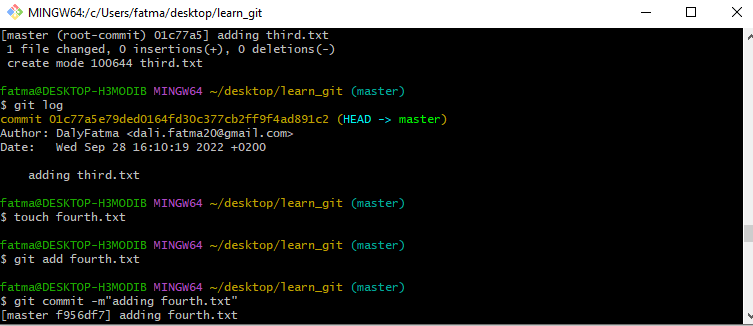 MINGW64:/c/Users/fatma/desktop/learn_git
[master (root-commit) 01c77a5] adding third.txt
 1 file changed, 0 insertions(+), 0 deletions(-)
 create mode 100644 third.txt
fatma@DESKTOP-H3MODIB MINGW64 ~/desktop/learn_git (master)
$ git log
commit 01c77a5e79ded0164fd30c377cb2ff9f4ad891c2 (HEAD -> master)
Author: DalyFatma <dali.fatma20@gmail.com>
Date:   Wed Sep 28 16:10:19 2022 +0200
    adding third.txt
fatma@DESKTOP-H3MODIB MINGW64 ~/desktop/learn_git (master)
$ touch fourth.txt
fatma@DESKTOP-H3MODIB MINGW64 ~/desktop/learn_git (master)
$ git add fourth.txt
fatma@DESKTOP-H3MODIB MINGW64 ~/desktop/learn_git (master)
$ git commit -m"adding fourth.txt"
[master f956df7] adding fourth.txt